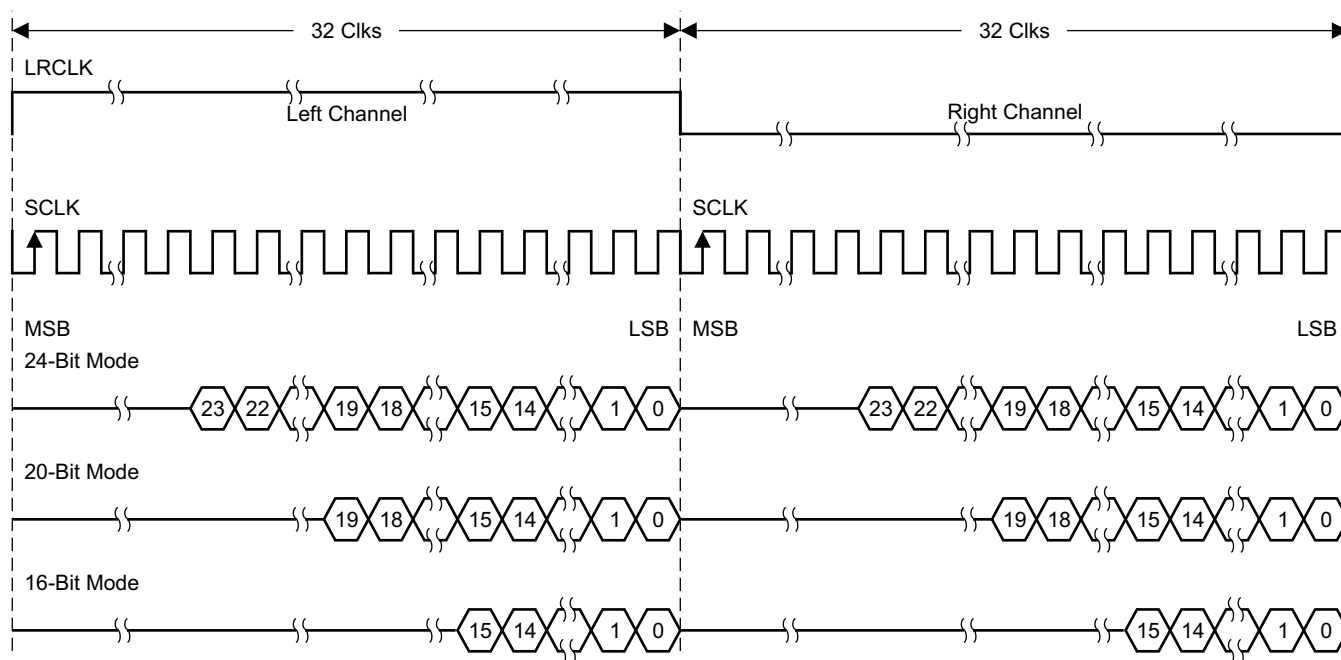 32 Clks 32 Clks
LRCLK
Left Channel Right Channel
SCLK SCLK
MSB LSB MSB LSB
24-Bit Mode
23 22 19 18 15 14 1 0 23 22 19 18 15 14 1 0
20-Bit Mode
19 18 15 14 1 0 19 18 15 14 1 0
16-Bit Mode
15 14 1 0 15 14 1 0